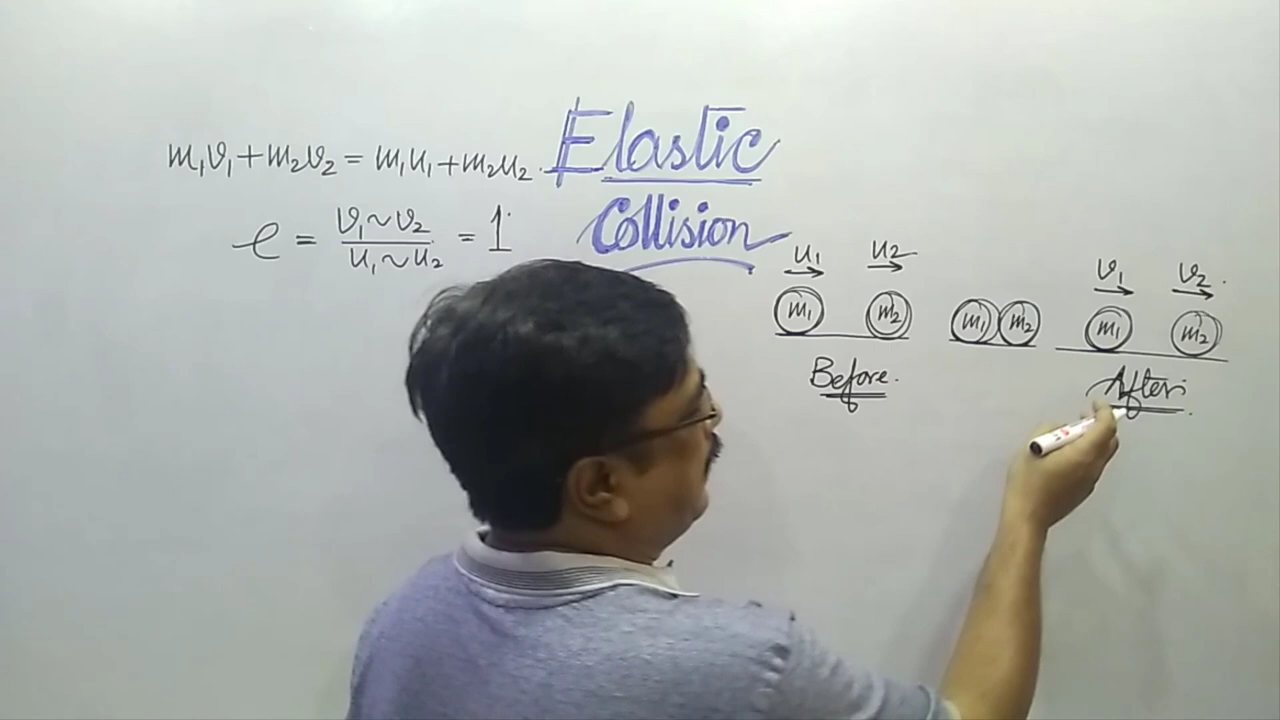 Elastic
Collision
m₁v₁+m₂v₂ = m₁u₁+m₂u₂.
e = v₁~v₂ / u₁~u₂ = 1
u₁ u₂
m₁ m₂
Before.
m₁ m₂
v₁ v₂.
m₁ m₂
After: